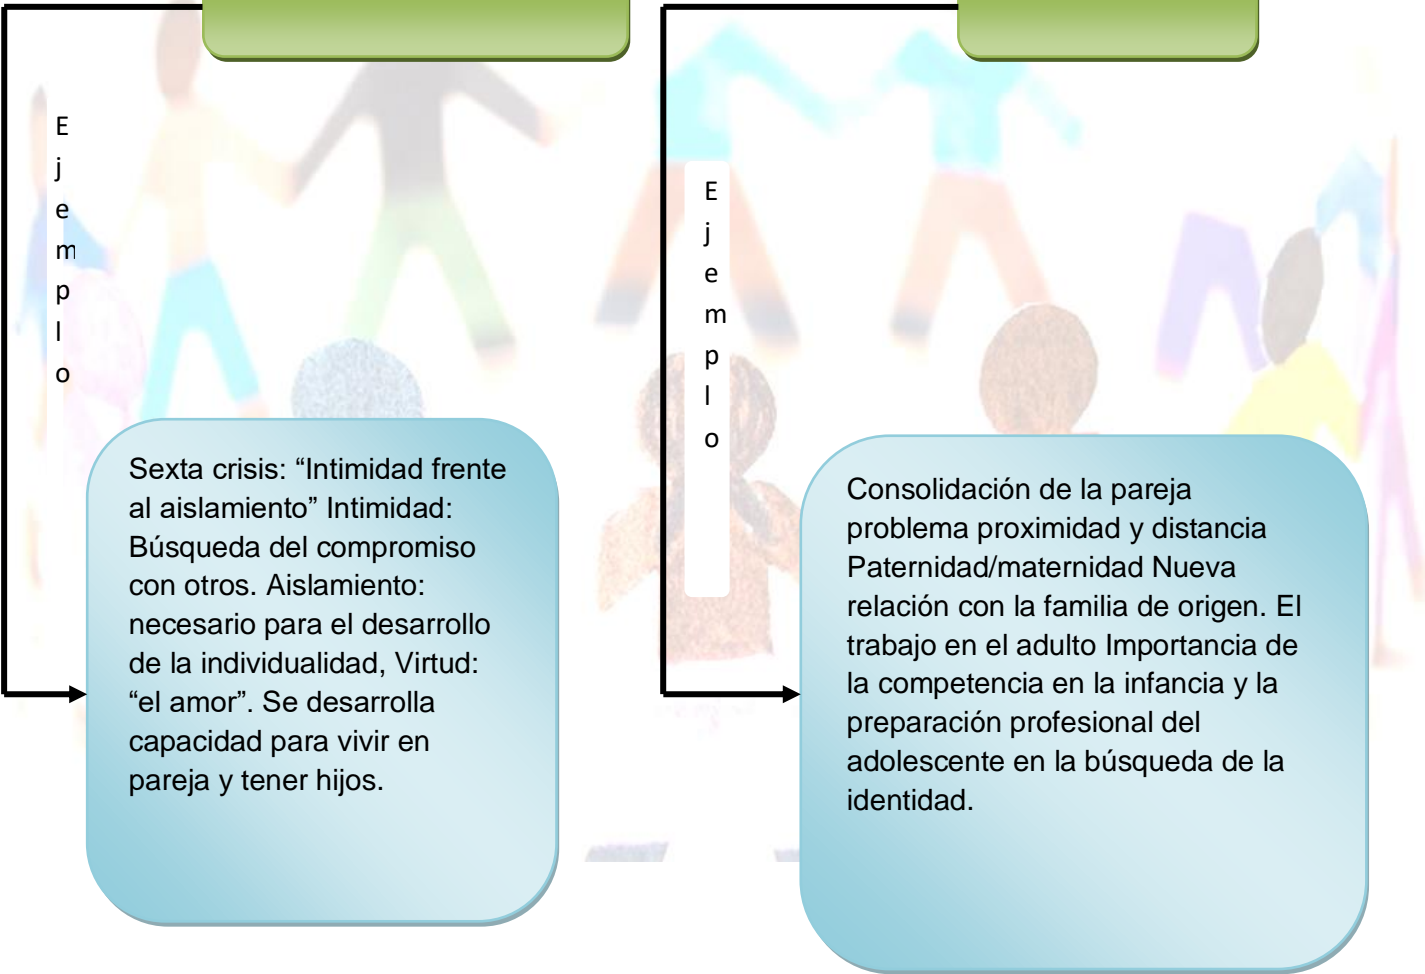 Ejemplo
Sexta crisis: “Intimidad frente
al aislamiento” Intimidad:
Búsqueda del compromiso
con otros. Aislamiento:
necesario para el desarrollo
de la individualidad, Virtud:
“el amor”. Se desarrolla
capacidad para vivir en
pareja y tener hijos.
Ejemplo
Consolidación de la pareja
problema proximidad y distancia
Paternidad/maternidad Nueva
relación con la familia de origen. El
trabajo en el adulto Importancia de
la competencia en la infancia y la
preparación profesional del
adolescente en la búsqueda de la
identidad.